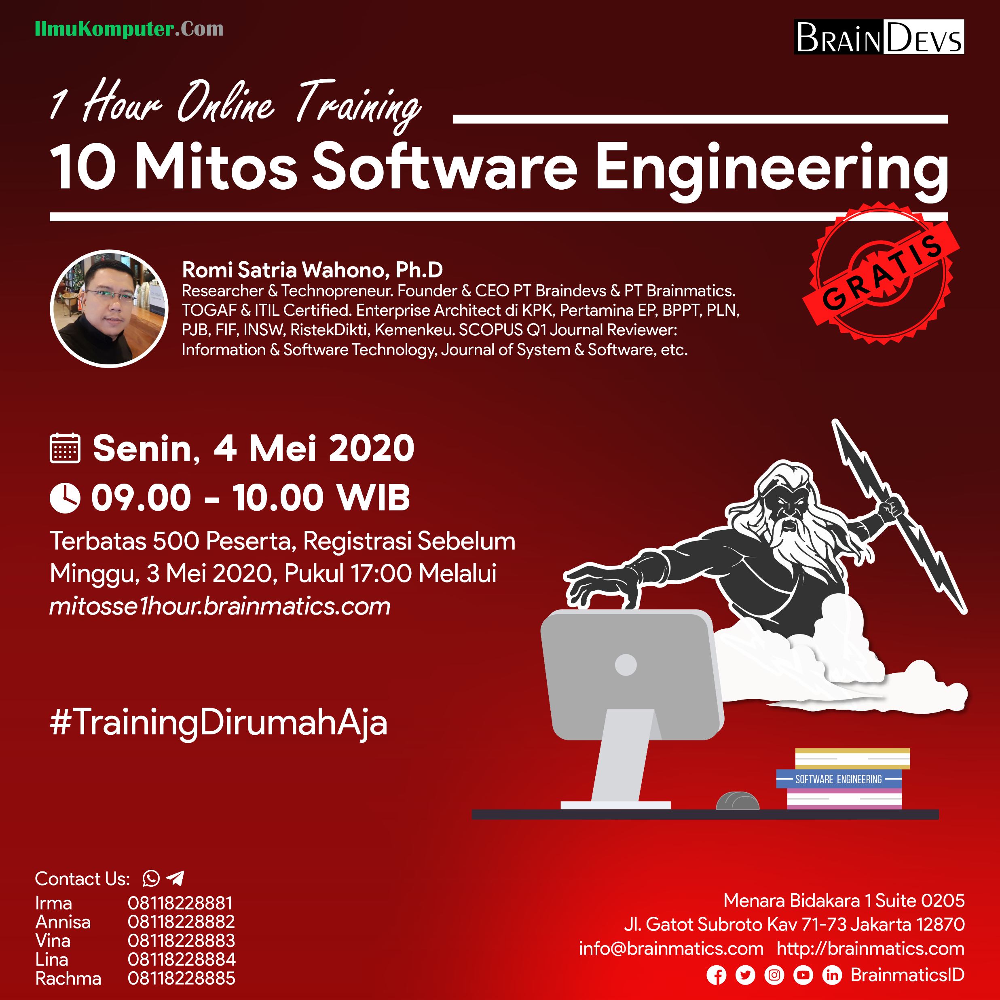 IlmuKomputer.Com
BRAINDEVS
1 Hour Online Training
10 Mitos Software Engineering
GRATIS
Romi Satria Wahono, Ph.D
Researcher & Technopreneur. Founder & CEO PT Braindevs & PT Brainmatics.
TOGAF & ITIL Certified. Enterprise Architect di KPK, Pertamina EP, BPPT, PLN,
PJB, FIF, INSW, RistekDikti, Kemenkeu. SCOPUS Q1 Journal Reviewer:
Information & Software Technology, Journal of System & Software, etc.
Senin, 4 Mei 2020
09.00 - 10.00 WIB
Terbatas 500 Peserta, Registrasi Sebelum
Minggu, 3 Mei 2020, Pukul 17:00 Melalui
mitosse1hour.brainmatics.com
#TrainingDirumahAja
SOFTWARE ENGINEERING
Contact Us:
Irma 08118228881
Annisa 08118228882
Vina 08118228883
Lina 08118228884
Rachma 08118228885
Menara Bidakara 1 Suite 0205
Jl. Gatot Subroto Kav 71-73 Jakarta 12870
info@brainmatics.com http://brainmatics.com
BrainmaticsID